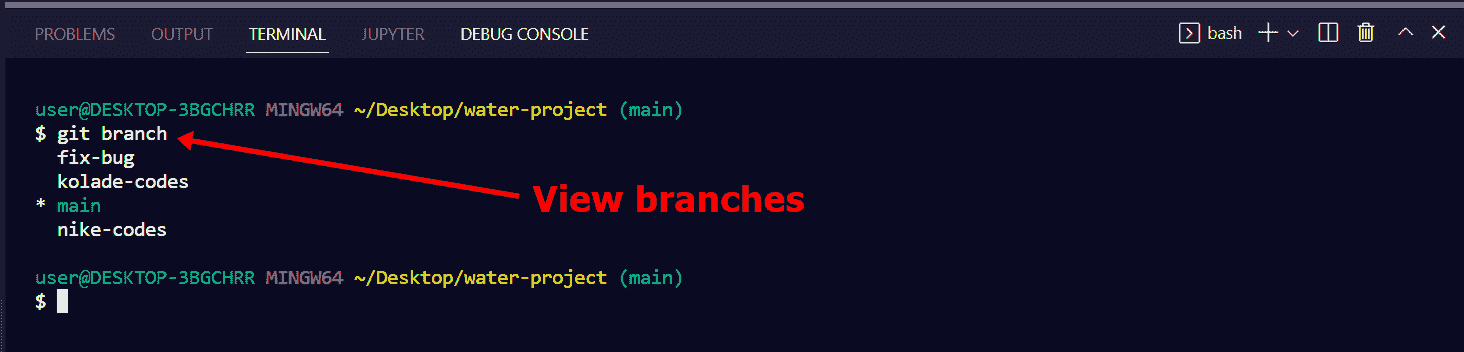 PROBLEMS OUTPUT TERMINAL JUPYTER DEBUG CONSOLE bash
user@DESKTOP-3BGCHRR MINGW64 ~/Desktop/water-project (main)
$ git branch
fix-bug
kolade-codes
* main
View branches
nike-codes
user@DESKTOP-3BGCHRR MINGW64 ~/Desktop/water-project (main)
$